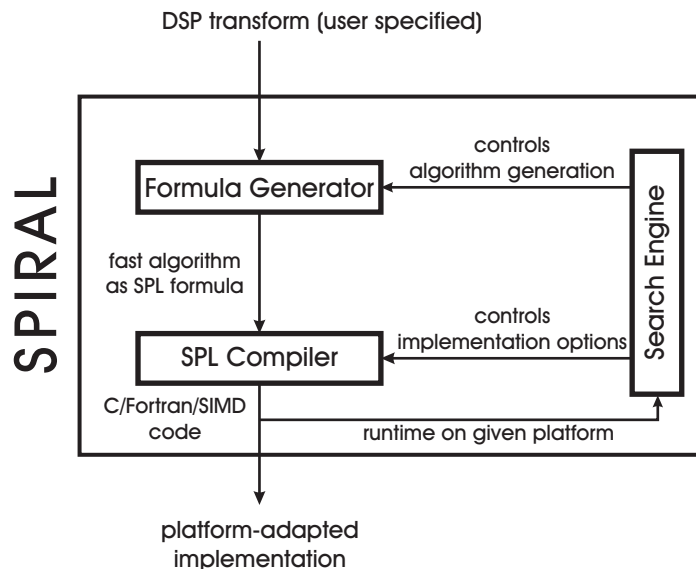 DSP transform (user specified)
SPIRAL
controls
algorithm generation
Formula Generator
Search Engine
fast algorithm
as SPL formula
controls
implementation options
SPL Compiler
C/Fortran/SIMD
code
runtime on given platform
platform-adapted
implementation